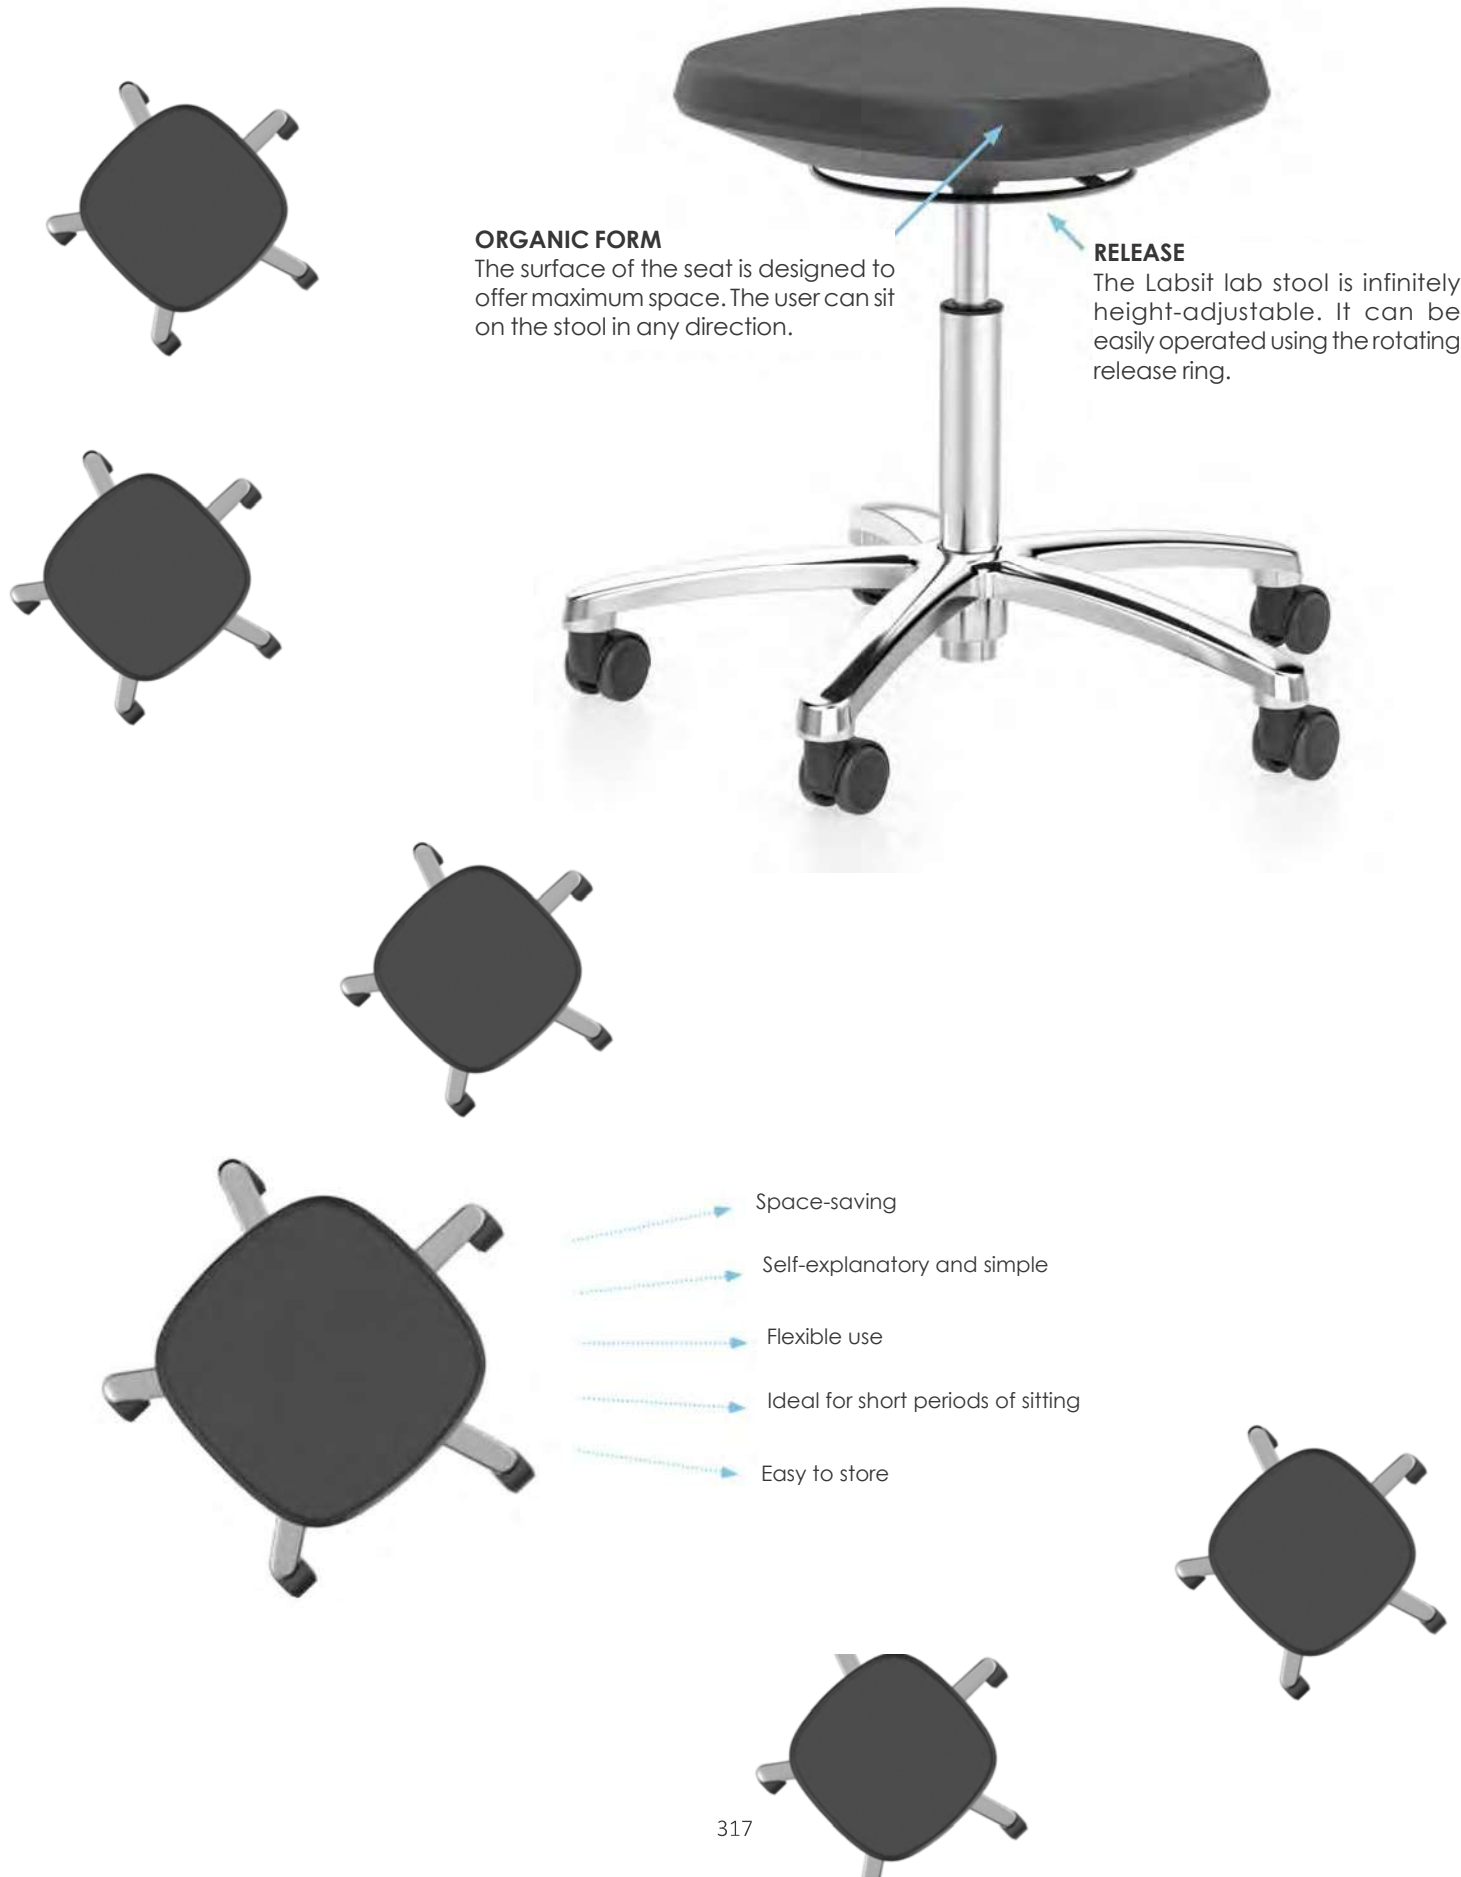 ORGANIC FORM
The surface of the seat is designed to
offer maximum space. The user can sit
on the stool in any direction.
RELEASE
The Labsit lab stool is infinitely
height-adjustable. It can be
easily operated using the rotating
release ring.
Space-saving
Self-explanatory and simple
Flexible use
Ideal for short periods of sitting
Easy to store
317